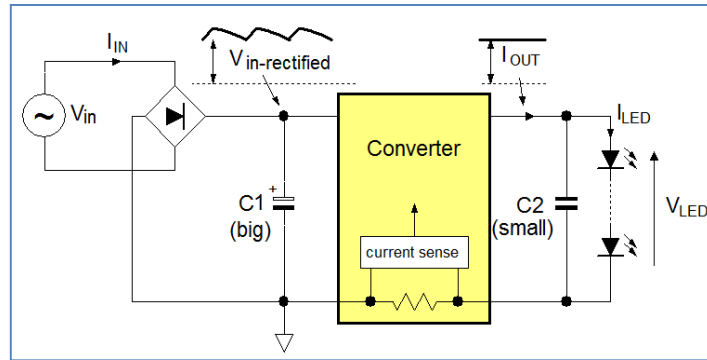 I_IN
V_in-rectified
I_OUT
~
V_in
Converter
I_LED
+
C1
(big)
C2
(small)
V_LED
current sense